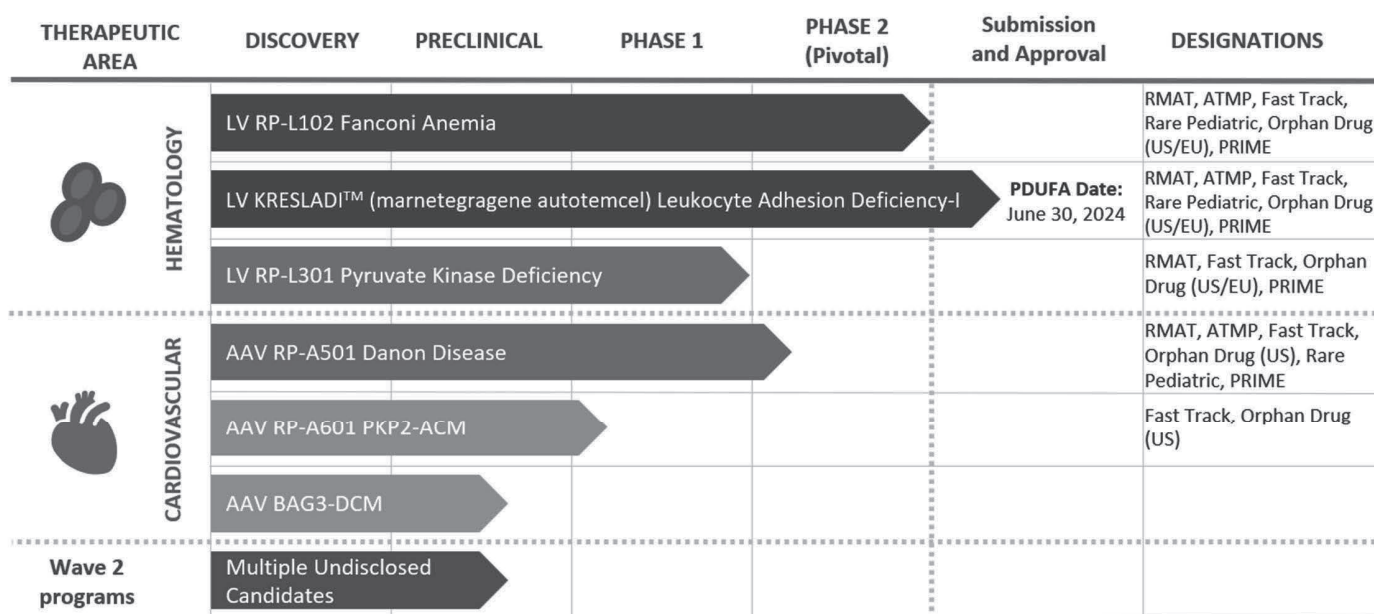 THERAPEUTIC
AREA
DISCOVERY
PRECLINICAL
PHASE 1
PHASE 2
(Pivotal)
Submission
and Approval
DESIGNATIONS
HEMATOLOGY
LV RP-L102 Fanconi Anemia
RMAT, ATMP, Fast Track,
Rare Pediatric, Orphan Drug
(US/EU), PRIME
LV KRESLADI™ (marnetegragene autotemcel) Leukocyte Adhesion Deficiency-I
PDUFA Date:
June 30, 2024
RMAT, ATMP, Fast Track,
Rare Pediatric, Orphan Drug
(US/EU), PRIME
LV RP-L301 Pyruvate Kinase Deficiency
RMAT, Fast Track, Orphan
Drug (US/EU), PRIME
CARDIOVASCULAR
AAV RP-A501 Danon Disease
RMAT, ATMP, Fast Track,
Orphan Drug (US), Rare
Pediatric, PRIME
AAV RP-A601 PKP2-ACM
Fast Track, Orphan Drug
(US)
AAV BAG3-DCM
Wave 2
programs
Multiple Undisclosed
Candidates